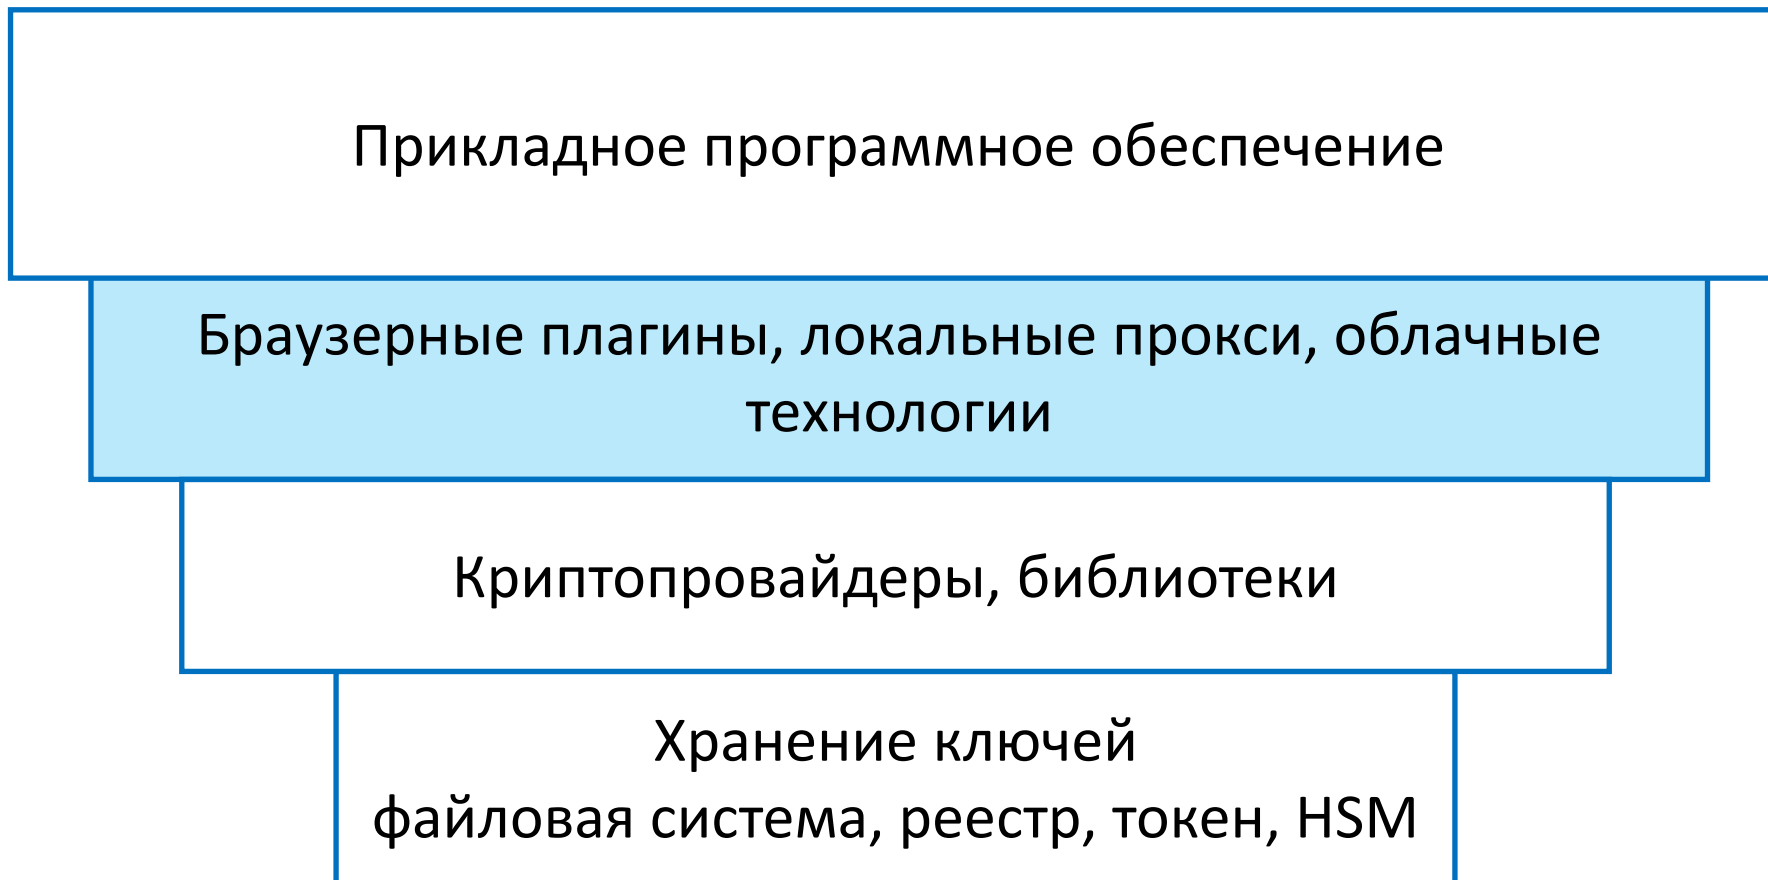 Прикладное программное обеспечение
Браузерные плагины, локальные прокси, облачные
технологии
Криптопровайдеры, библиотеки
Хранение ключей
файловая система, реестр, токен, HSM